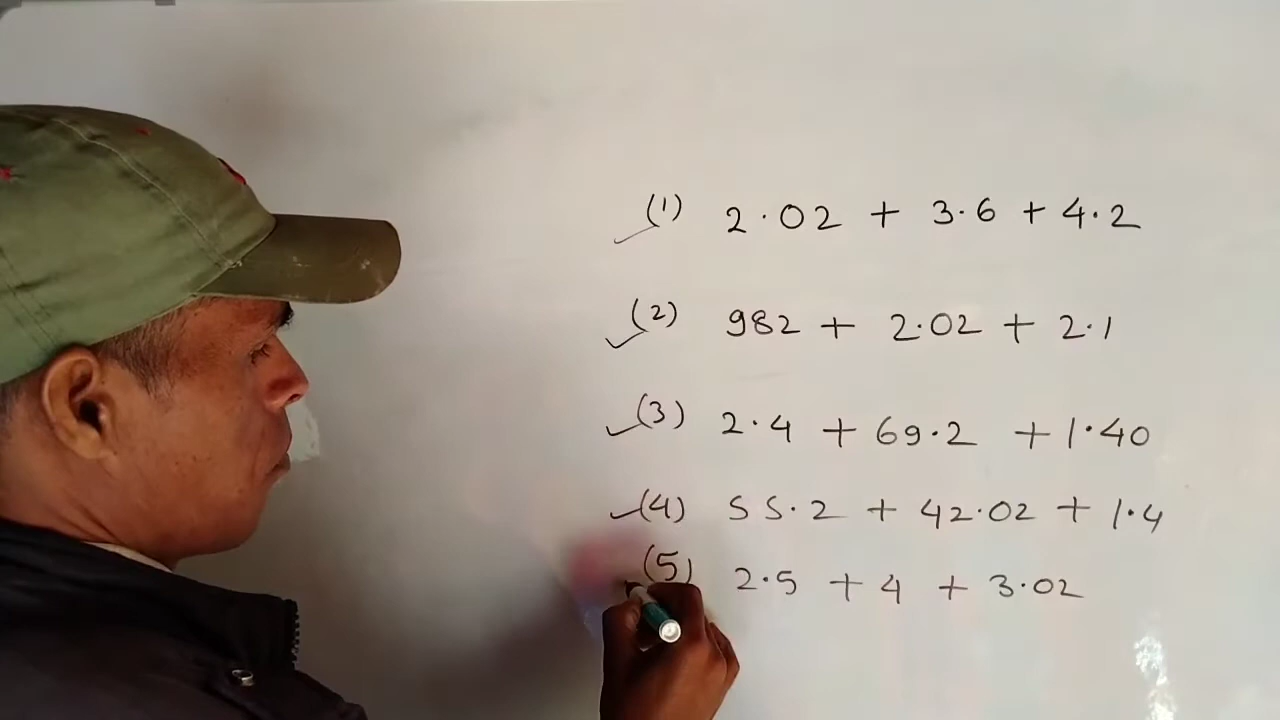 (1) 2.02 + 3.6 + 4.2
(2) 982 + 2.02 + 2.1
(3) 2.4 + 69.2 + 1.40
(4) 55.2 + 42.02 + 1.4
(5) 2.5 + 4 + 3.02